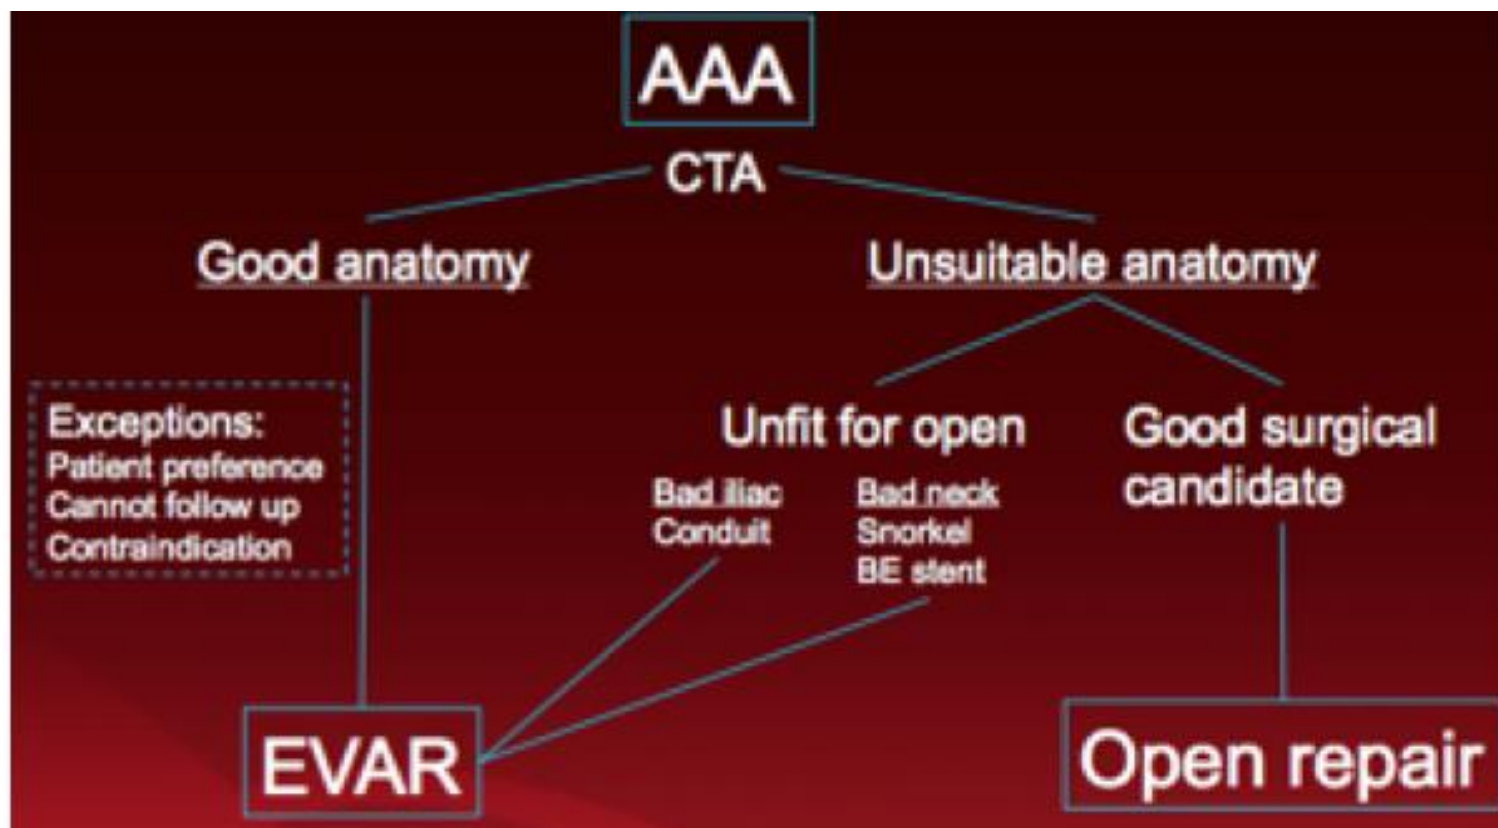 AAA
CTA
Good anatomy
Unsuitable anatomy
Exceptions:
Patient preference
Cannot follow up
Contraindication
Unfit for open
Bad iliac
Conduit
Bad neck
Snorkel
BE stent
Good surgical
candidate
EVAR
Open repair